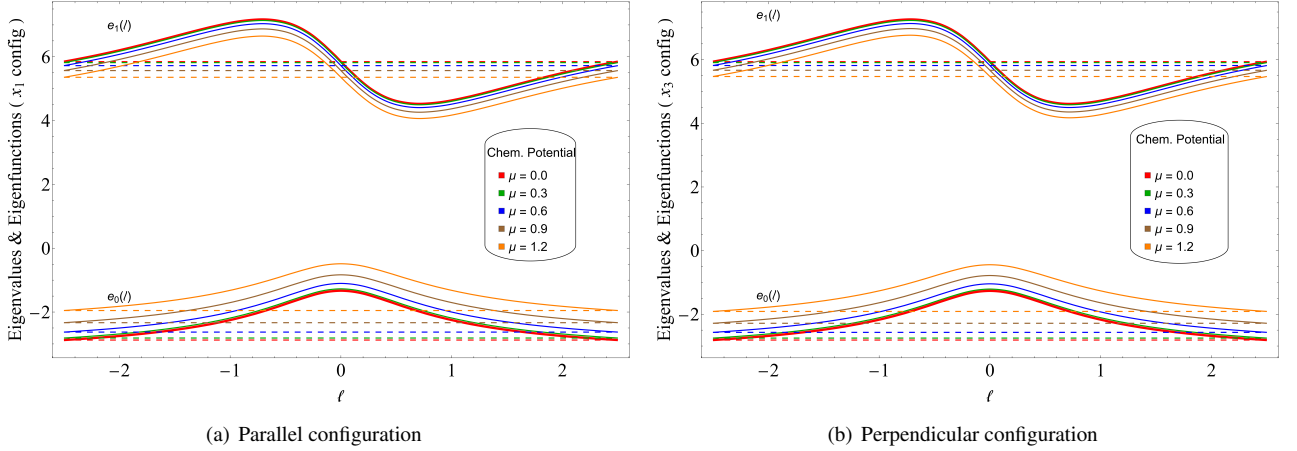 Eigenvalues & Eigenfunctions ( x₁ config )
e₁(l)
6
4
2
0
−2
Chem. Potential
μ = 0.0
μ = 0.3
μ = 0.6
μ = 0.9
μ = 1.2
e₀(l)
−2
−1
0
1
2
ℓ
(a) Parallel configuration
Eigenvalues & Eigenfunctions ( x₃ config )
e₁(l)
6
4
2
0
−2
Chem. Potential
μ = 0.0
μ = 0.3
μ = 0.6
μ = 0.9
μ = 1.2
e₀(l)
−2
−1
0
1
2
ℓ
(b) Perpendicular configuration